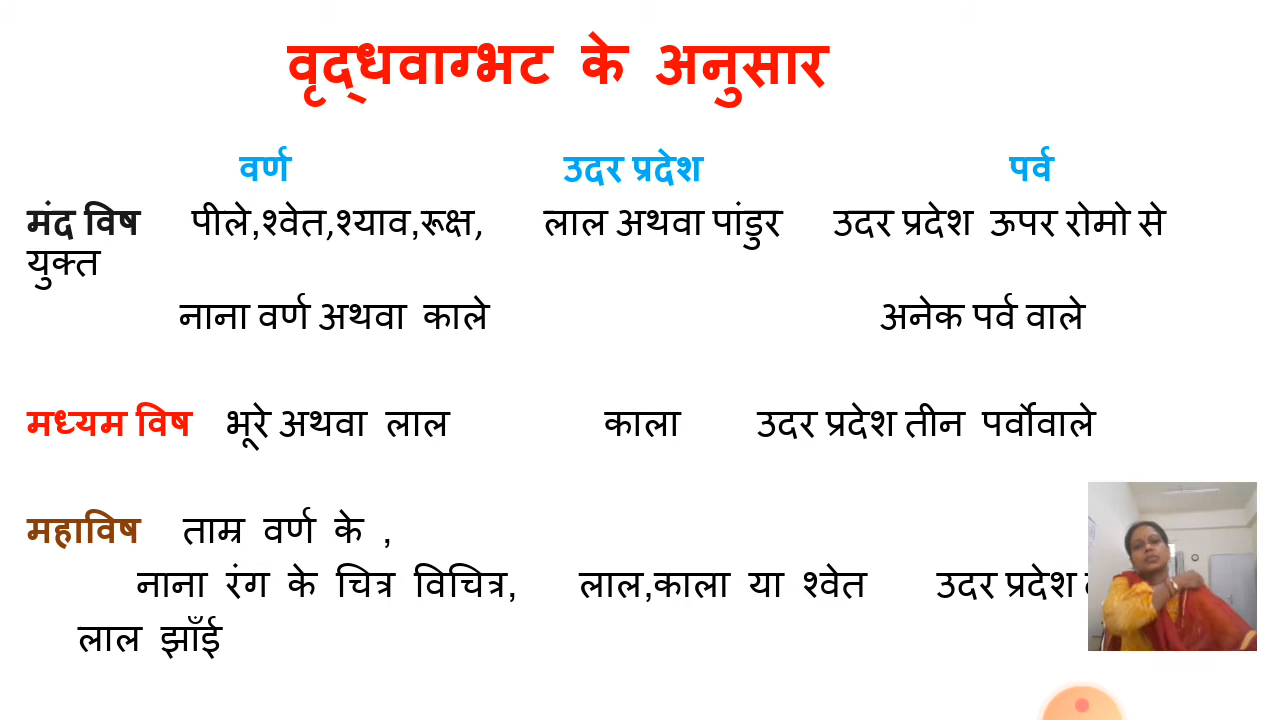 वृद्धवाग्भट के अनुसार
वर्ण उदर प्रदेश पर्व
मंद विष पीले,श्वेत,श्याव,रूक्ष, लाल अथवा पांडुर उदर प्रदेश ऊपर रोमो से
युक्त
नाना वर्ण अथवा काले अनेक पर्व वाले
मध्यम विष भूरे अथवा लाल काला उदर प्रदेश तीन पर्वोवाले
महाविष ताम्र वर्ण के ,
नाना रंग के चित्र विचित्र, लाल,काला या श्वेत उदर प्रदेश
लाल झाँई